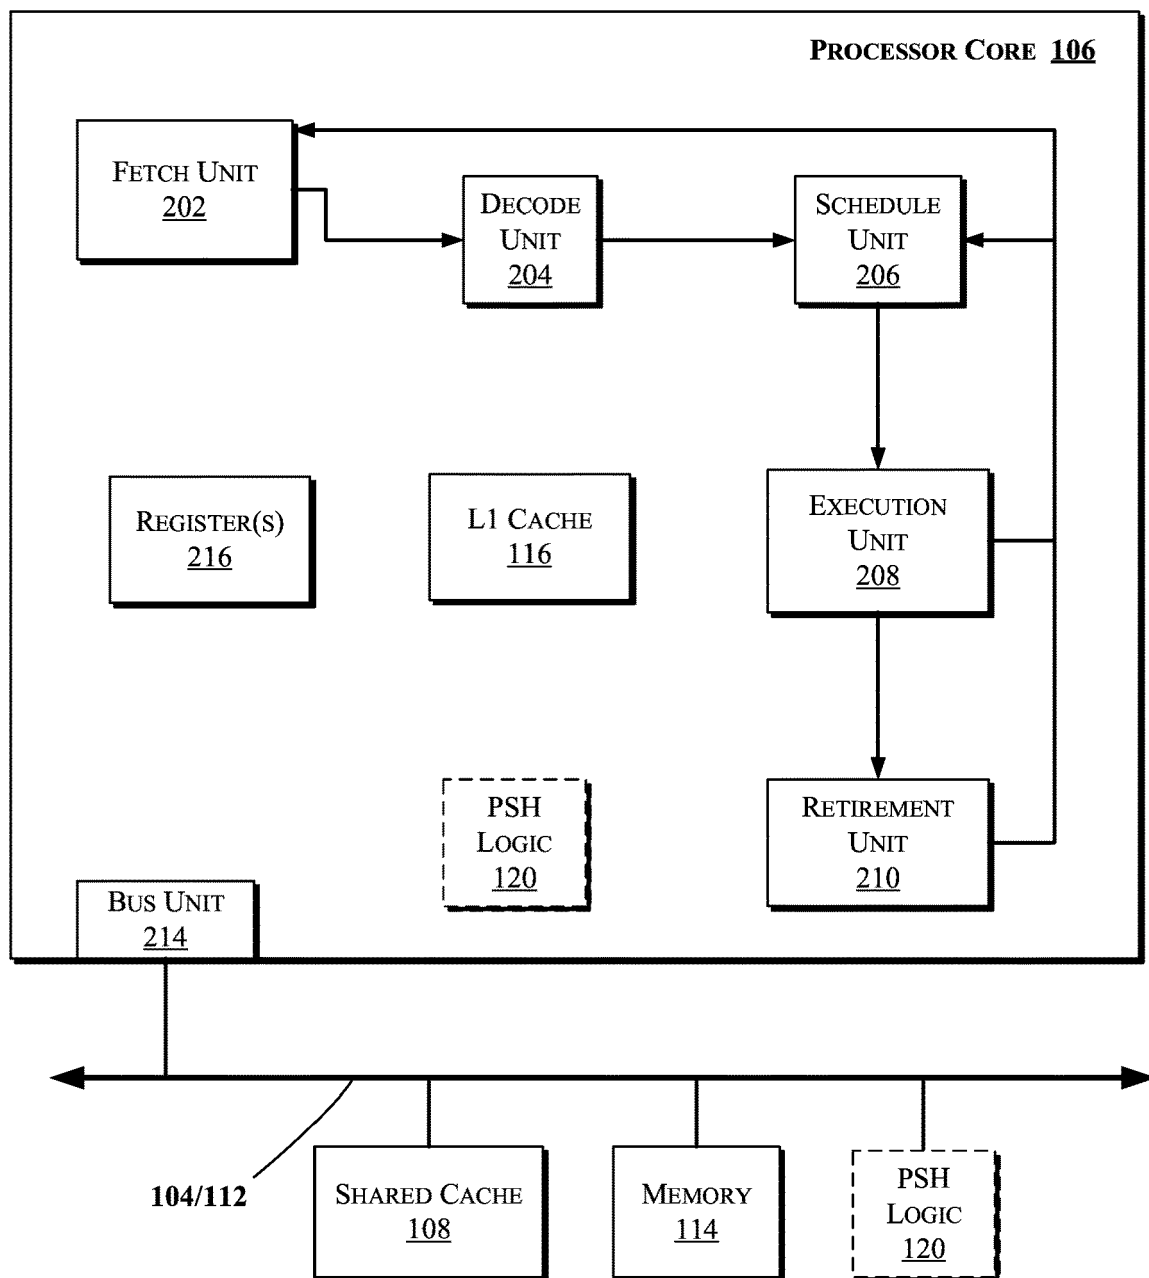 PROCESSOR CORE 106
FETCH UNIT
202
DECODE
UNIT
204
SCHEDULE
UNIT
206
REGISTER(S)
216
L1 CACHE
116
EXECUTION
UNIT
208
PSH
LOGIC
120
RETIREMENT
UNIT
210
BUS UNIT
214
104/112
SHARED CACHE
108
MEMORY
114
PSH
LOGIC
120